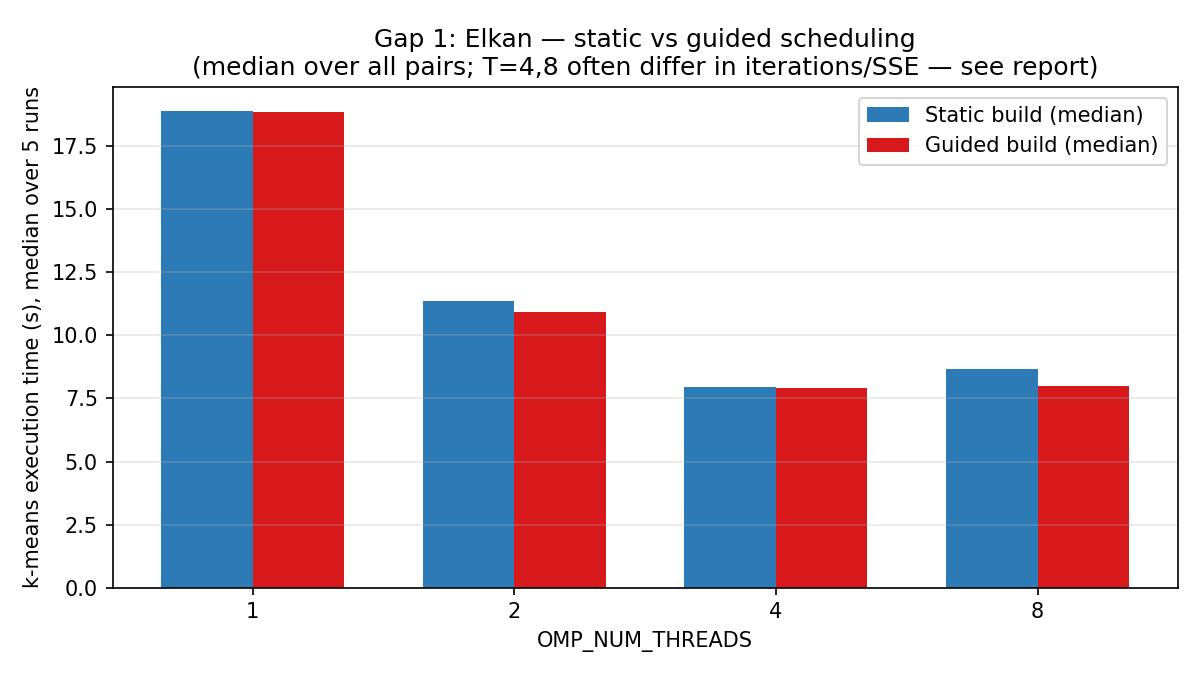 Gap 1: Elkan — static vs guided scheduling
(median over all pairs; T=4,8 often differ in iterations/SSE — see report)
k-means execution time (s), median over 5 runs
17.5
15.0
12.5
10.0
7.5
5.0
2.5
0.0
Static build (median)
Guided build (median)
1
2
4
8
OMP_NUM_THREADS